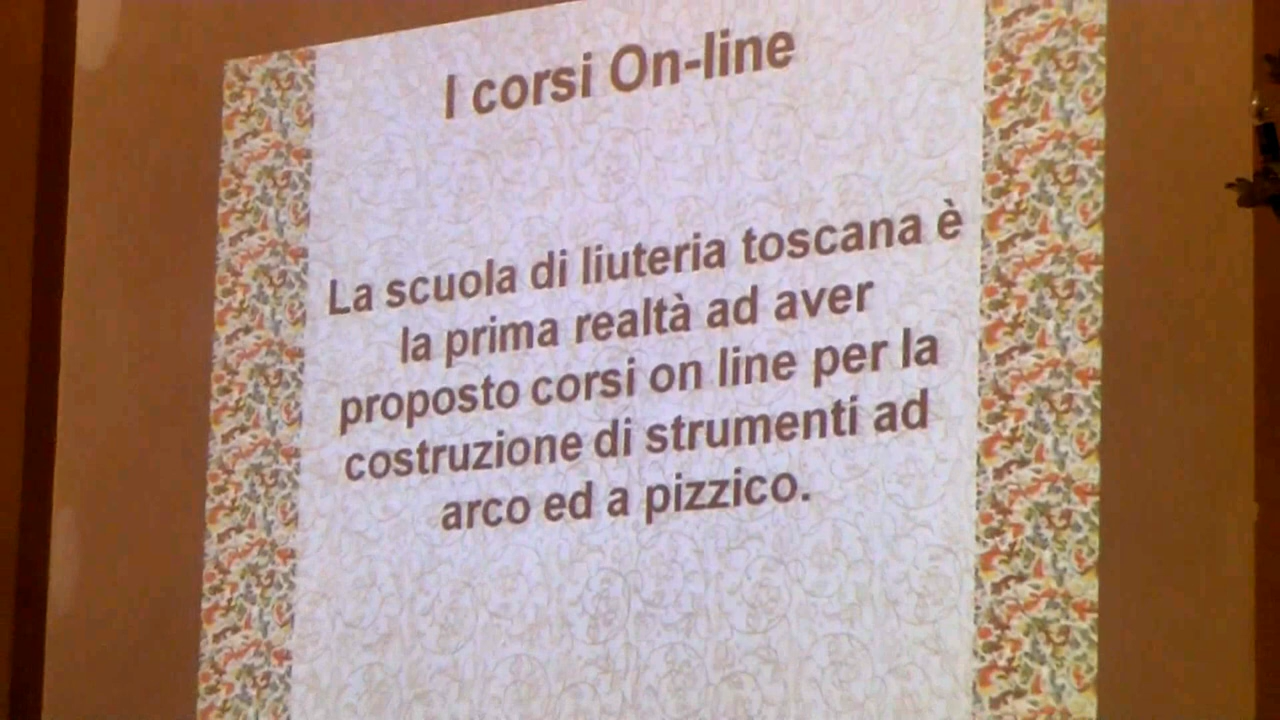 I corsi On-line
La scuola di liuteria toscana è
la prima realtà ad aver
proposto corsi on line per la
costruzione di strumenti ad
arco ed a pizzico.